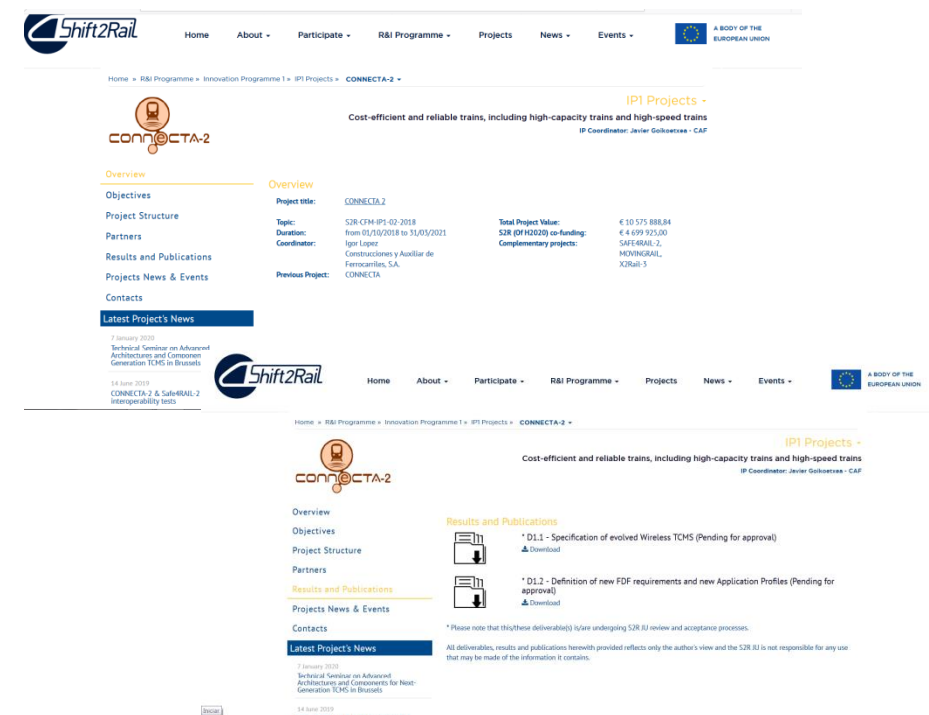 Shift2Rail
Home About Participate R&I Programme Projects News Events
A BODY OF THE
EUROPEAN UNION
Home » R&I Programme » Innovation Programme 1 » IP1 Projects » CONNECTA-2
IP1 Projects
Cost-efficient and reliable trains, including high-capacity trains and high-speed trains
IP Coordinator: Javier Goikoetxea - CAF
CONNECTA-2
Overview
Objectives
Project Structure
Partners
Results and Publications
Projects News & Events
Contacts
Latest Project's News
7 January 2020
Technical Seminar on Advanced
Architectures and Componen
Generation TCMS in Brussels
14 June 2019
CONNECTA-2 & Safe4RAIL-2
interoperability tests
Overview
Project title: CONNECTA 2
Topic: S2R-CFM-IP1-02-2018
Duration: from 01/10/2018 to 31/03/2021
Coordinator: Igor Lopez
Construcciones y Auxiliar de
Ferrocarriles, S.A.
Previous Project: CONNECTA
Total Project Value: € 10 575 888,84
S2R (Of H2020) co-funding: € 4 699 925,00
Complementary projects: SAFE4RAIL-2,
MOVINGRAIL,
X2Rail-3
Shift2Rail
Home About Participate R&I Programme Projects News Events
A BODY OF THE
EUROPEAN UNION
Home » R&I Programme » Innovation Programme 1 » IP1 Projects » CONNECTA-2
IP1 Projects
Cost-efficient and reliable trains, including high-capacity trains and high-speed trains
IP Coordinator: Javier Goikoetxea - CAF
CONNECTA-2
Overview
Objectives
Project Structure
Partners
Results and Publications
Projects News & Events
Contacts
Latest Project's News
7 January 2020
Technical Seminar on Advanced
Architectures and Components for Next-
Generation TCMS in Brussels
14 June 2019
Results and Publications
* D1.1 - Specification of evolved Wireless TCMS (Pending for approval)
Download
* D1.2 - Definition of new FDF requirements and new Application Profiles (Pending for
approval)
Download
* Please note that this/these deliverable(s) is/are undergoing S2R JU review and acceptance processes.
All deliverables, results and publications herewith provided reflects only the author's view and the S2R JU is not responsible for any use
that may be made of the information it contains.
Iniciar